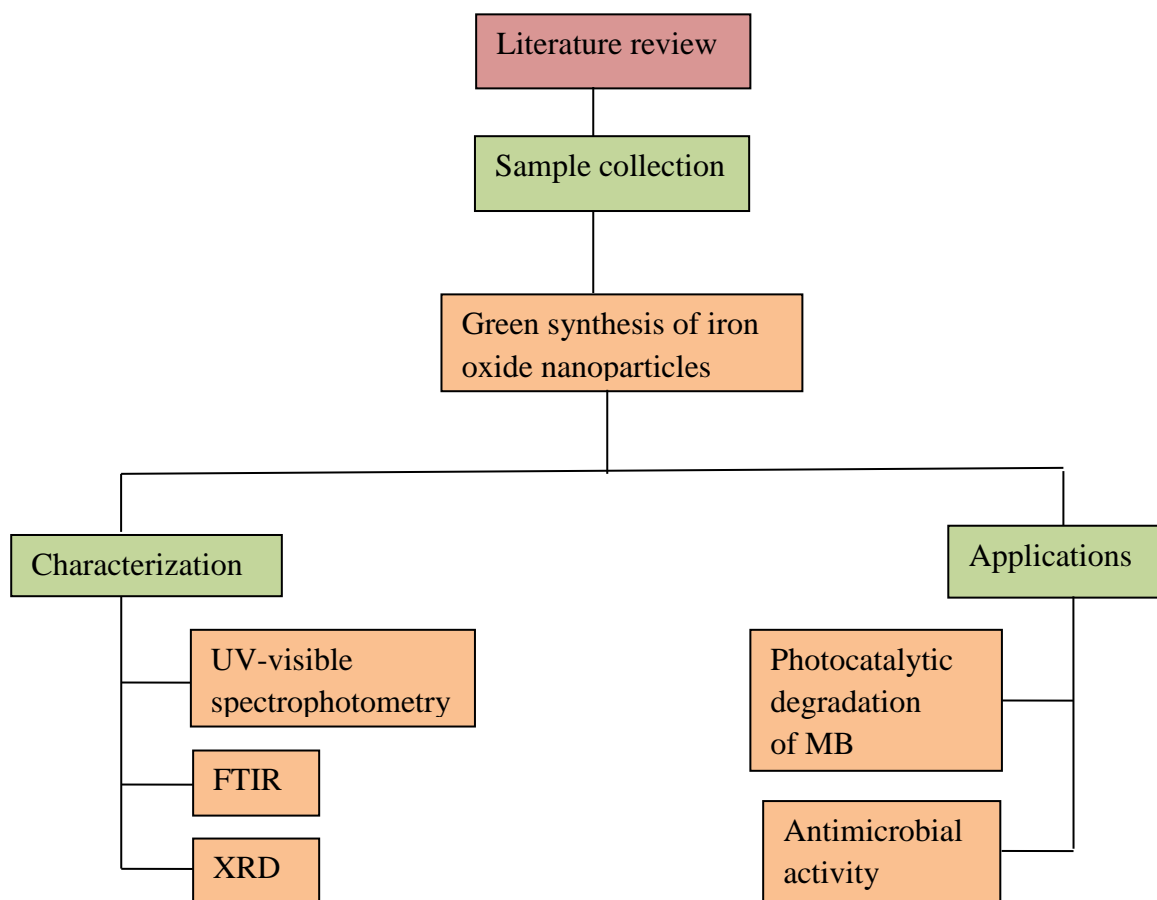 Literature review
Sample collection
Green synthesis of iron
oxide nanoparticles
Characterization
UV-visible
spectrophotometry
FTIR
XRD
Applications
Photocatalytic
degradation
of MB
Antimicrobial
activity